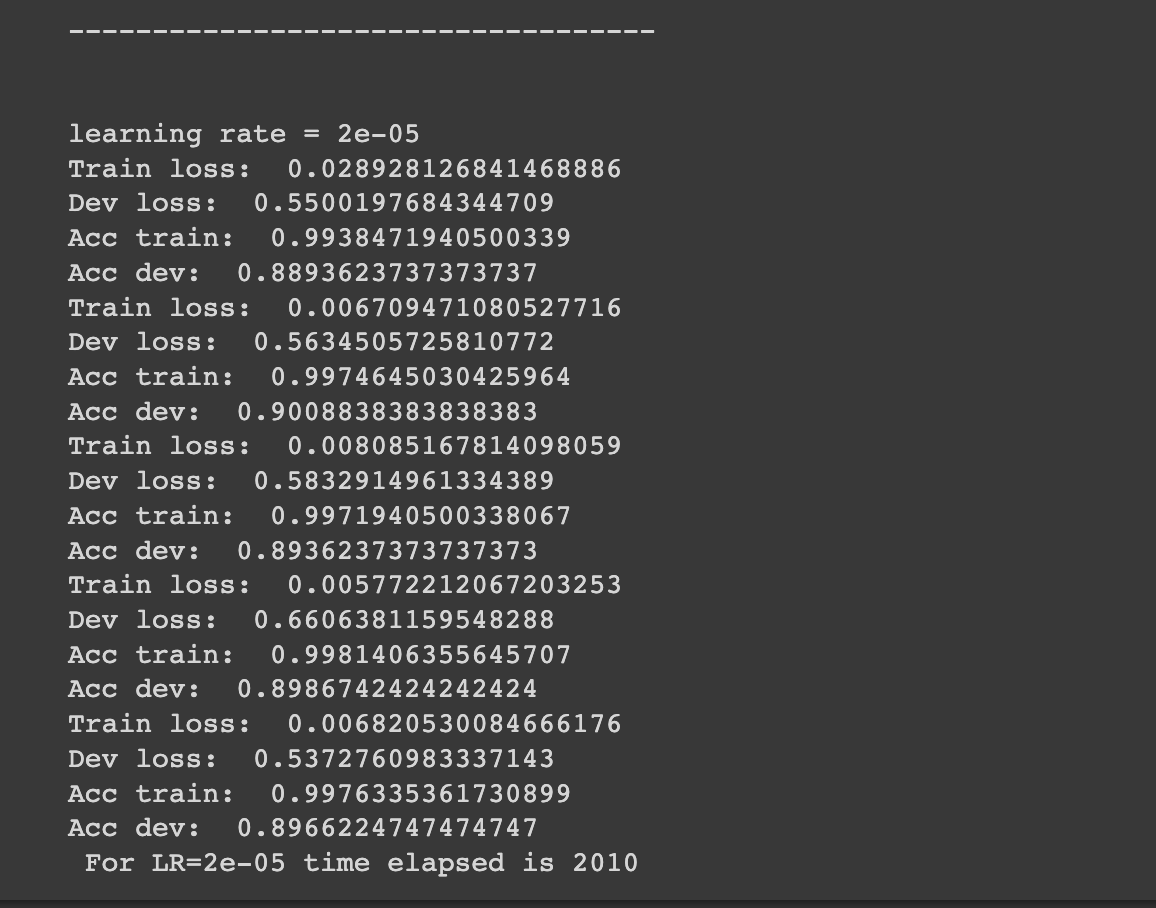 -----------------------------------
learning rate = 2e-05
Train loss:  0.028928126841468886
Dev loss:  0.5500197684344709
Acc train:  0.9938471940500339
Acc dev:  0.8893623737373737
Train loss:  0.006709471080527716
Dev loss:  0.5634505725810772
Acc train:  0.9974645030425964
Acc dev:  0.9008838383838383
Train loss:  0.008085167814098059
Dev loss:  0.5832914961334389
Acc train:  0.9971940500338067
Acc dev:  0.8936237373737373
Train loss:  0.005772212067203253
Dev loss:  0.6606381159548288
Acc train:  0.9981406355645707
Acc dev:  0.8986742424242424
Train loss:  0.006820530084666176
Dev loss:  0.5372760983337143
Acc train:  0.9976335361730899
Acc dev:  0.8966224747474747
 For LR=2e-05 time elapsed is 2010